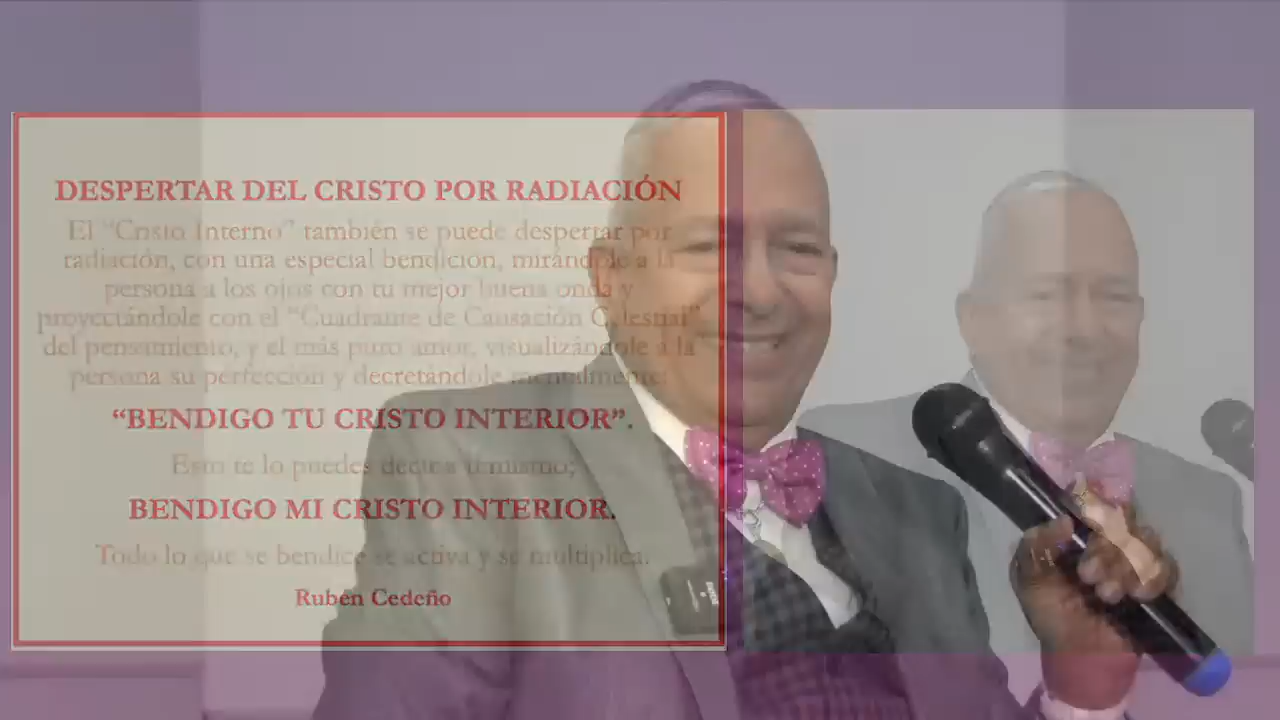 DESPERTAR DEL CRISTO POR RADIACIÓN
El "Cristo Interno" también se puede despertar por
radiación, con una especial bendición, mirándole a la
persona a los ojos con tu mejor buena onda y
proyectándole con el "Cuadrante de Causación Celestial"
del pensamiento, y el más puro amor, visualizándole a la
persona su perfección y decretándole mentalmente:
“BENDIGO TU CRISTO INTERIOR”.
Esto te lo puedes decir a ti mismo;
BENDIGO MI CRISTO INTERIOR.
Todo lo que se bendice se activa y se multiplica.
Rubén Cedeño